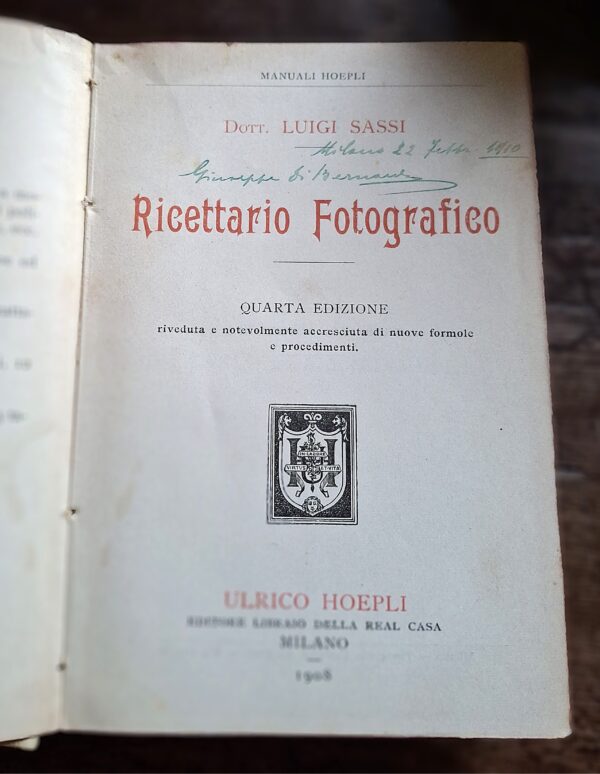 MANUALI HOEPLI
DOTT. LUIGI SASSI
Milano 22 Febbr. 1910
Giuseppe Di
Ricettario Fotografico
QUARTA EDIZIONE
riveduta e notevolmente accresciuta di nuove formole
e procedimenti.
ULRICO HOEPLI
EDITORE LIBRAIO DELLA REAL CASA
MILANO
1908